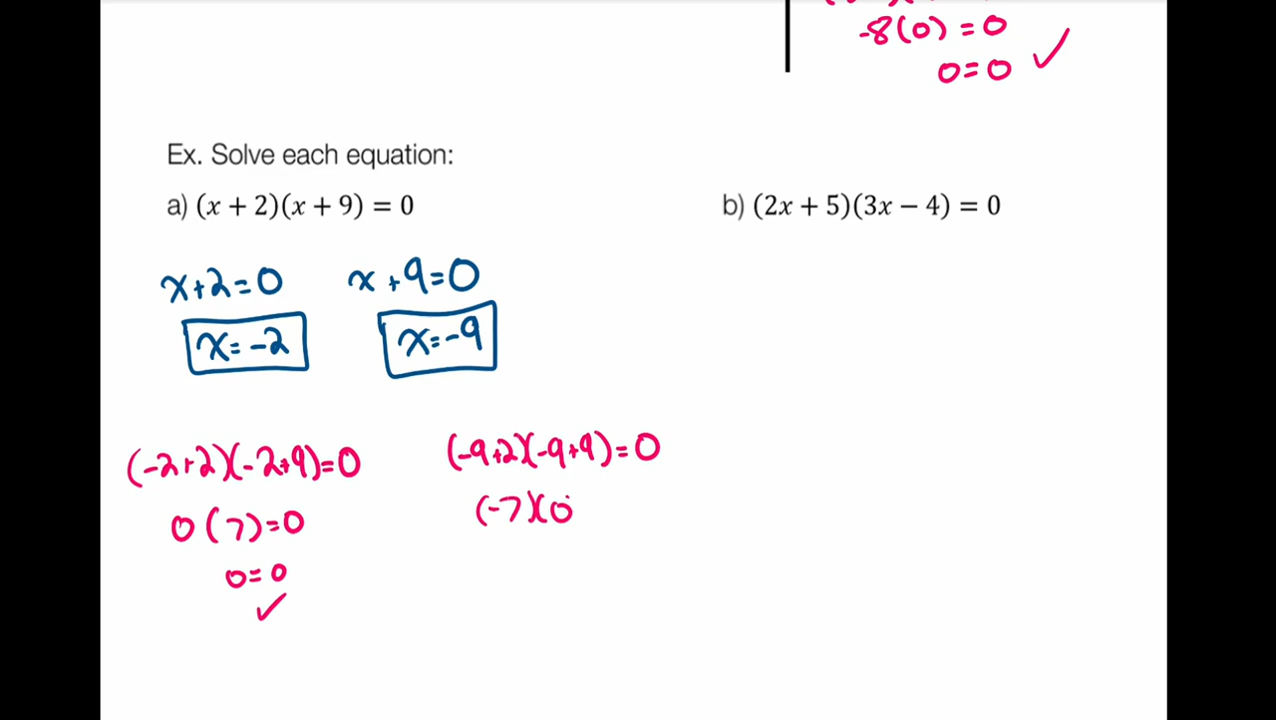 -8(0) = 0
0=0 ✓
Ex. Solve each equation:
a) (x + 2)(x + 9) = 0
b) (2x + 5)(3x − 4) = 0
x+2=0
x+9=0
x=-2
x=-9
(-2+2)(-2+9)=0
0(7)=0
0=0
✓
(-9+2)(-9+9)=0
(-7)(0